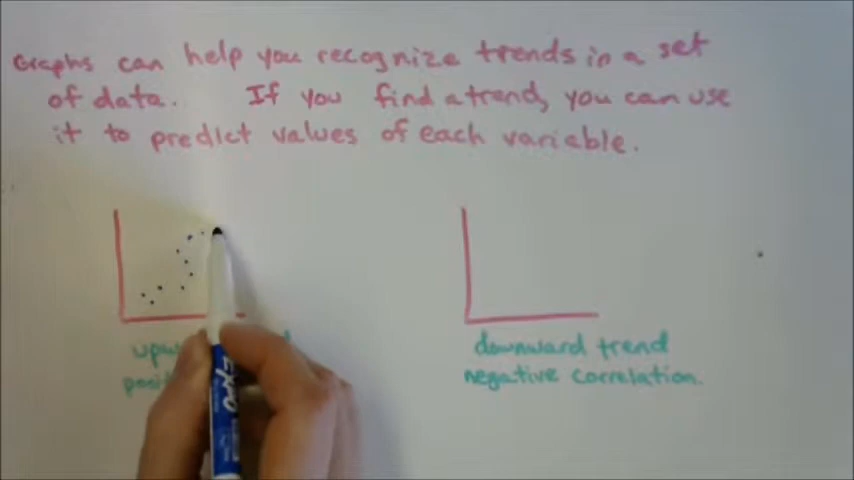 Graphs can help you recognize trends in a set
of data. If you find a trend, you can use
it to predict values of each variable.
downward trend
negative correlation.
EXPO